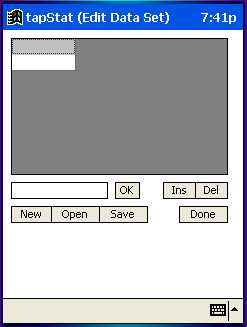 tapStat (Edit Data Set) 7:41p
OK Ins Del
New Open Save Done